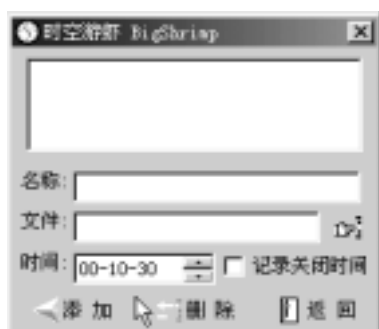 时空游虾 BigShrimp
名称:
文件:
时间: 00-10-30 记录关闭时间
添 加 删 除 返 回